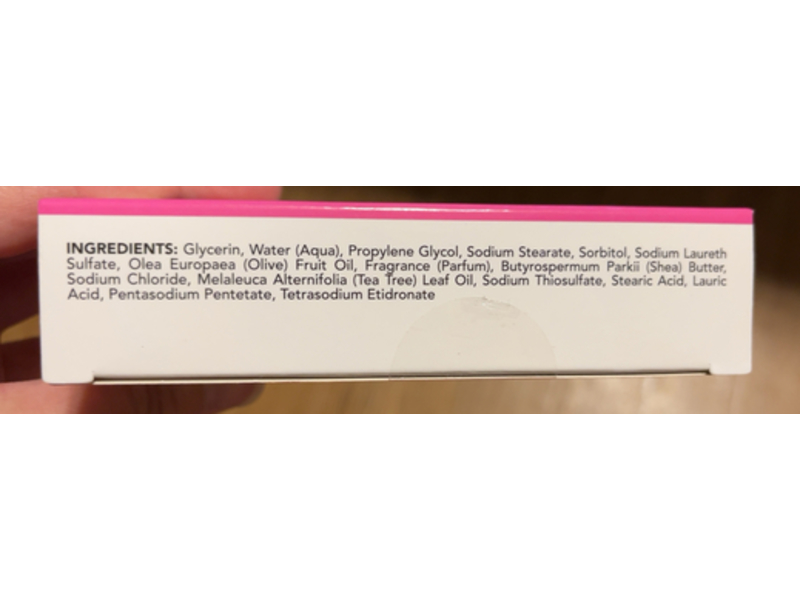 INGREDIENTS: Glycerin, Water (Aqua), Propylene Glycol, Sodium Stearate, Sorbitol, Sodium Laureth
Sulfate, Olea Europaea (Olive) Fruit Oil, Fragrance (Parfum), Butyrospermum Parkii (Shea) Butter,
Sodium Chloride, Melaleuca Alternifolia (Tea Tree) Leaf Oil, Sodium Thiosulfate, Stearic Acid, Lauric
Acid, Pentasodium Pentetate, Tetrasodium Etidronate